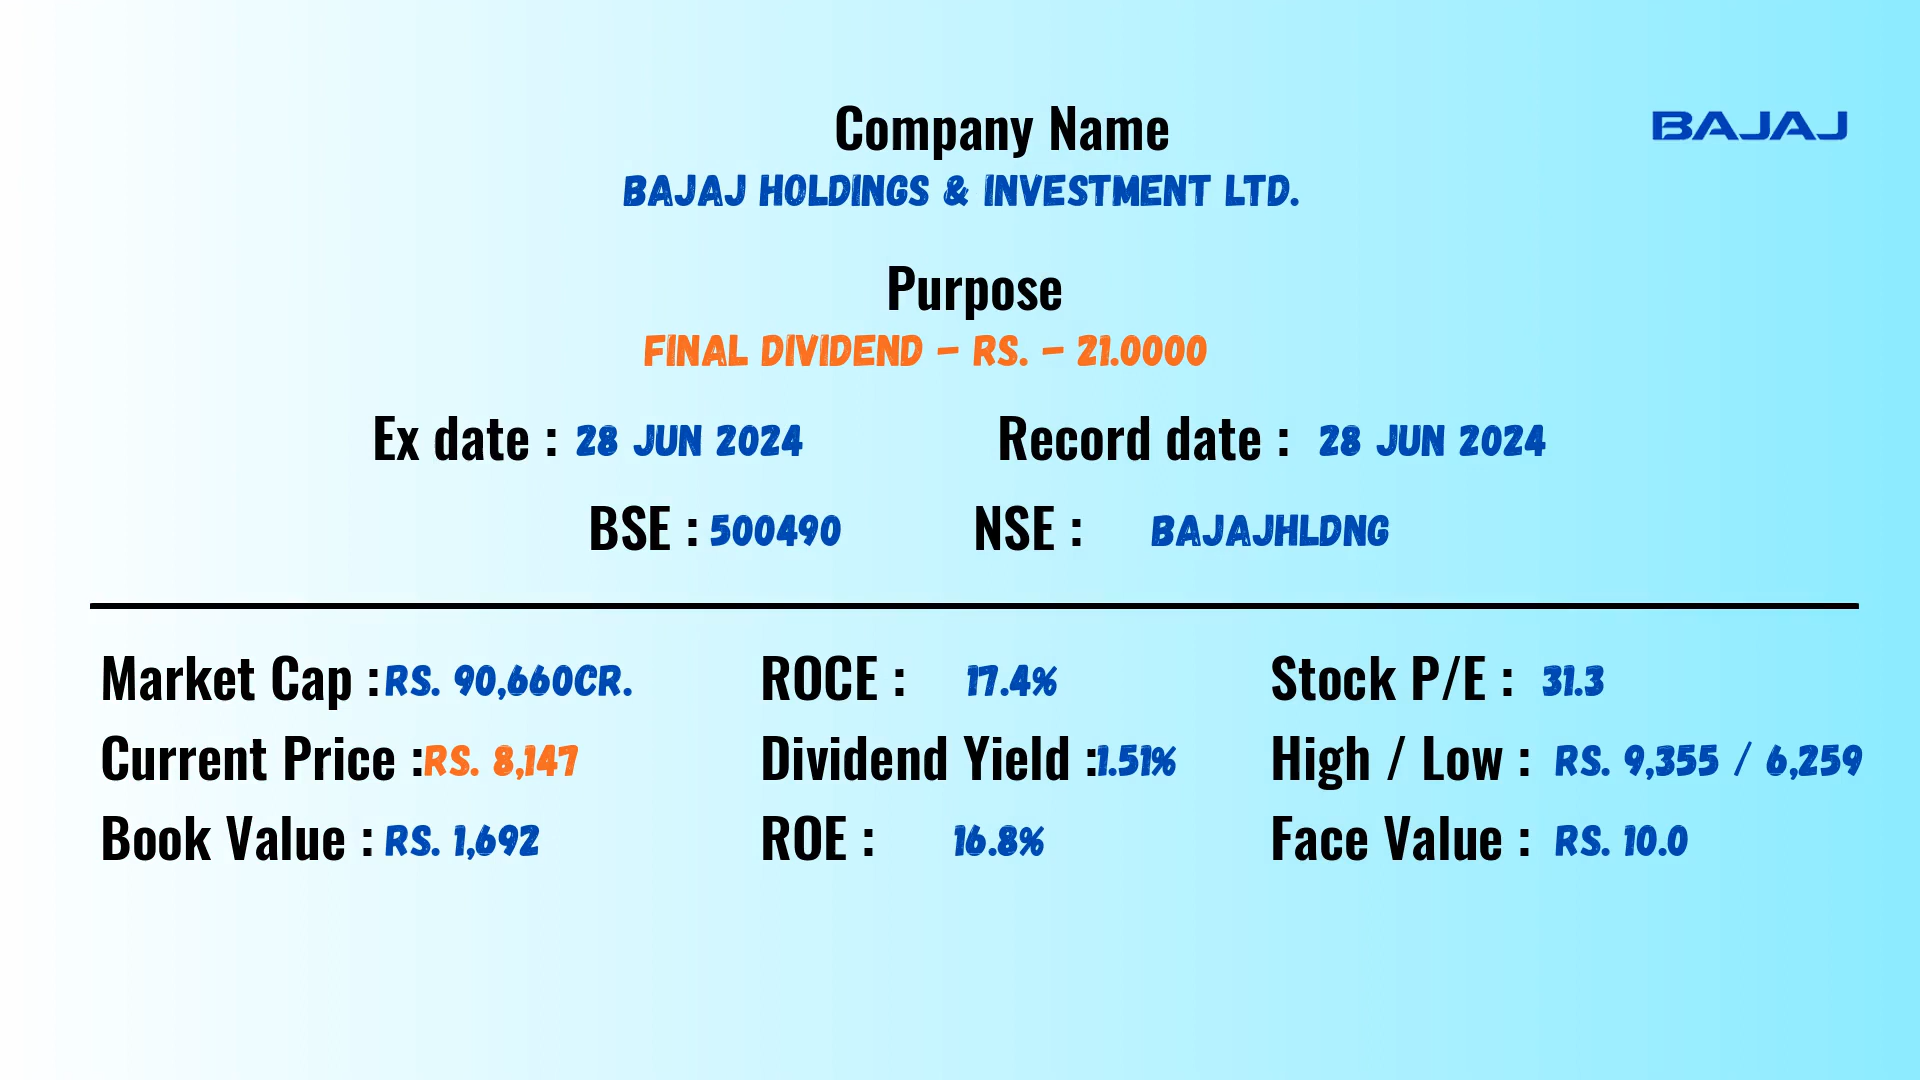 Company Name
BAJAJ
BAJAJ HOLDINGS & INVESTMENT LTD.
Purpose
FINAL DIVIDEND - RS. - 21.0000
Ex date : 28 JUN 2024 Record date : 28 JUN 2024
BSE : 500490 NSE : BAJAJHLDNG
Market Cap : RS. 90,660CR. ROCE : 17.4% Stock P/E : 31.3
Current Price : RS. 8,147 Dividend Yield : 1.51% High / Low : RS. 9,355 / 6,259
Book Value : RS. 1,692 ROE : 16.8% Face Value : RS. 10.0